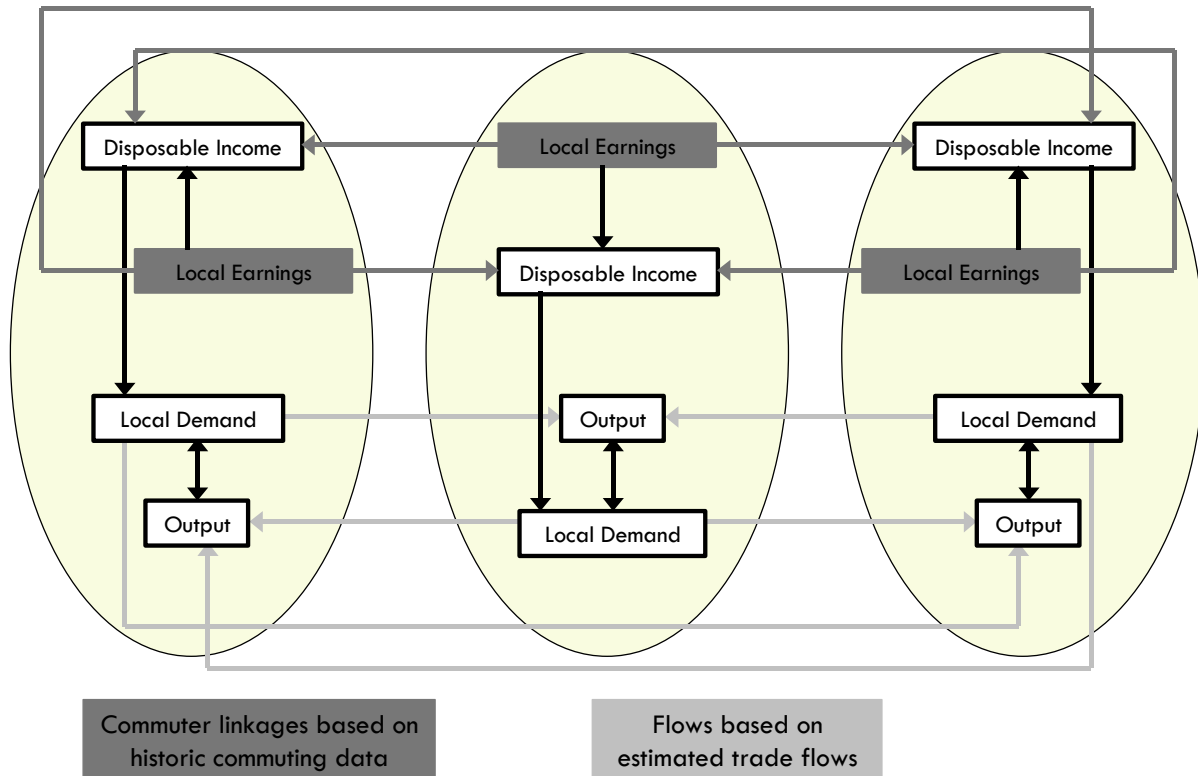 Disposable Income
Local Earnings
Disposable Income
Local Earnings
Disposable Income
Local Earnings
Local Demand
Output
Local Demand
Output
Local Demand
Output
Commuter linkages based on
historic commuting data
Flows based on
estimated trade flows